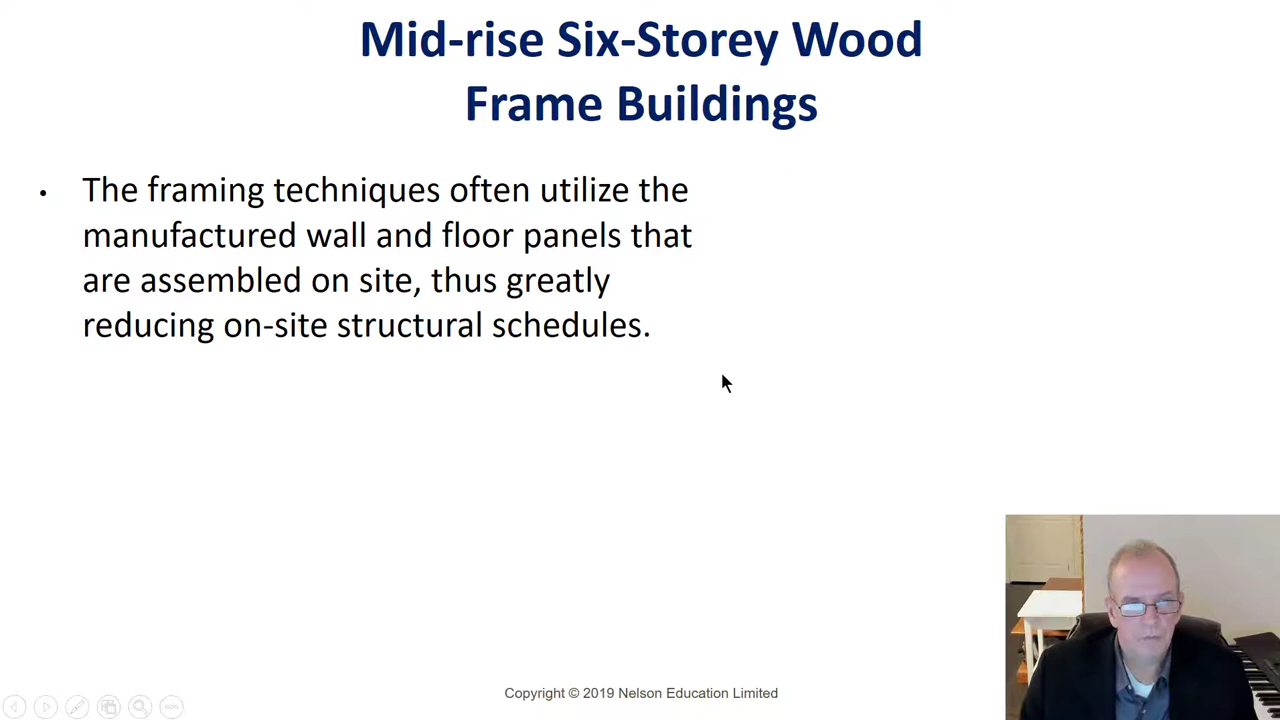 Mid-rise Six-Storey Wood
Frame Buildings
• The framing techniques often utilize the
manufactured wall and floor panels that
are assembled on site, thus greatly
reducing on-site structural schedules.
Copyright © 2019 Nelson Education Limited